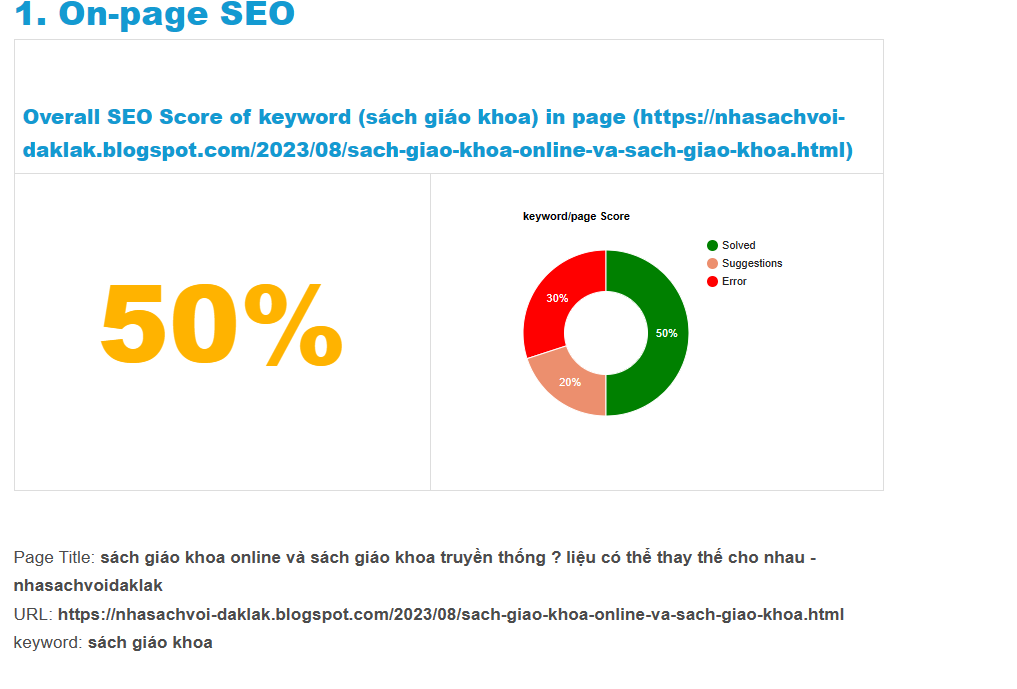 1. On-page SEO
Overall SEO Score of keyword (sách giáo khoa) in page (https://nhasachvoi-
daklak.blogspot.com/2023/08/sach-giao-khoa-online-va-sach-giao-khoa.html)
50%
keyword/page Score
Solved
Suggestions
Error
30%
50%
20%
Page Title: sách giáo khoa online và sách giáo khoa truyền thống ? liệu có thể thay thế cho nhau -
nhasachvoidaklak
URL: https://nhasachvoi-daklak.blogspot.com/2023/08/sach-giao-khoa-online-va-sach-giao-khoa.html
keyword: sách giáo khoa